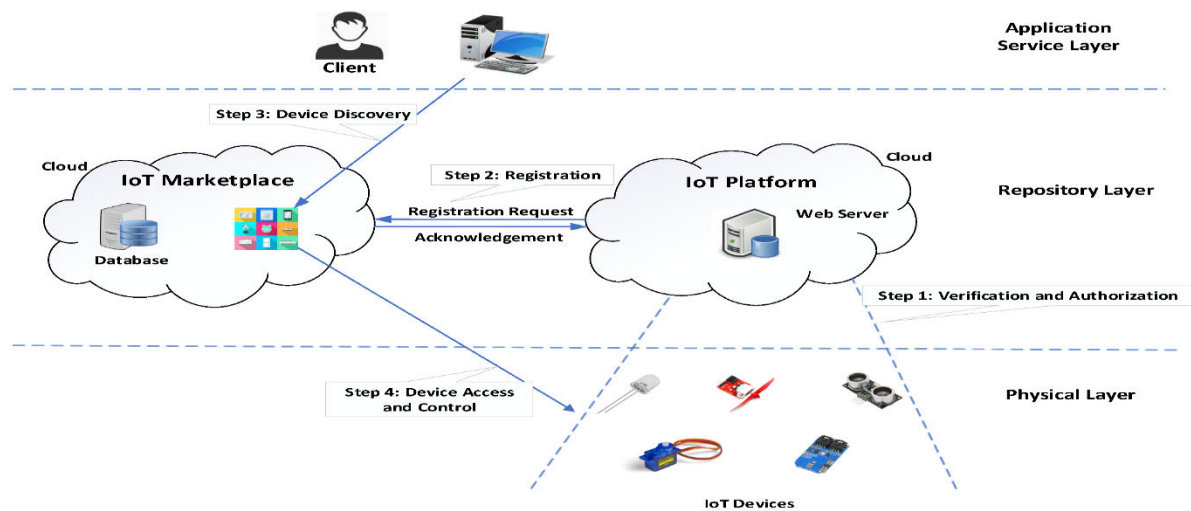 Application
Service Layer
Client
Step 3: Device Discovery
Cloud
IoT Marketplace
Database
Step 2: Registration
Registration Request
Acknowledgement
Cloud
IoT Platform
Web Server
Repository Layer
Step 1: Verification and Authorization
Step 4: Device Access
and Control
Physical Layer
IoT Devices